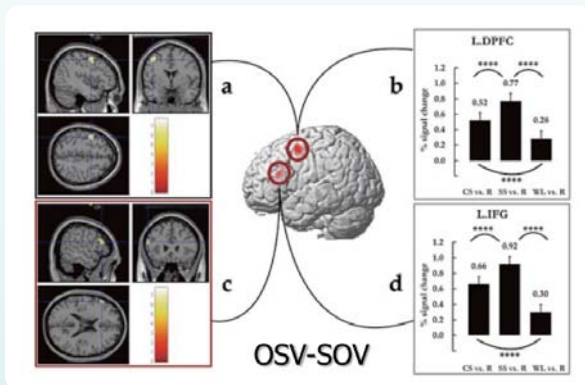 a
b
L.DPFC
% signal change
1.2
1.0
0.8
0.6
0.4
0.2
0.0
****
****
0.52
0.77
0.28
****
CS vs. R
SS vs. R
WL vs. R
c
d
L.IFG
% signal change
1.2
1.0
0.8
0.6
0.4
0.2
0.0
****
****
0.66
0.92
0.30
****
CS vs. R
SS vs. R
WL vs. R
OSV-SOV